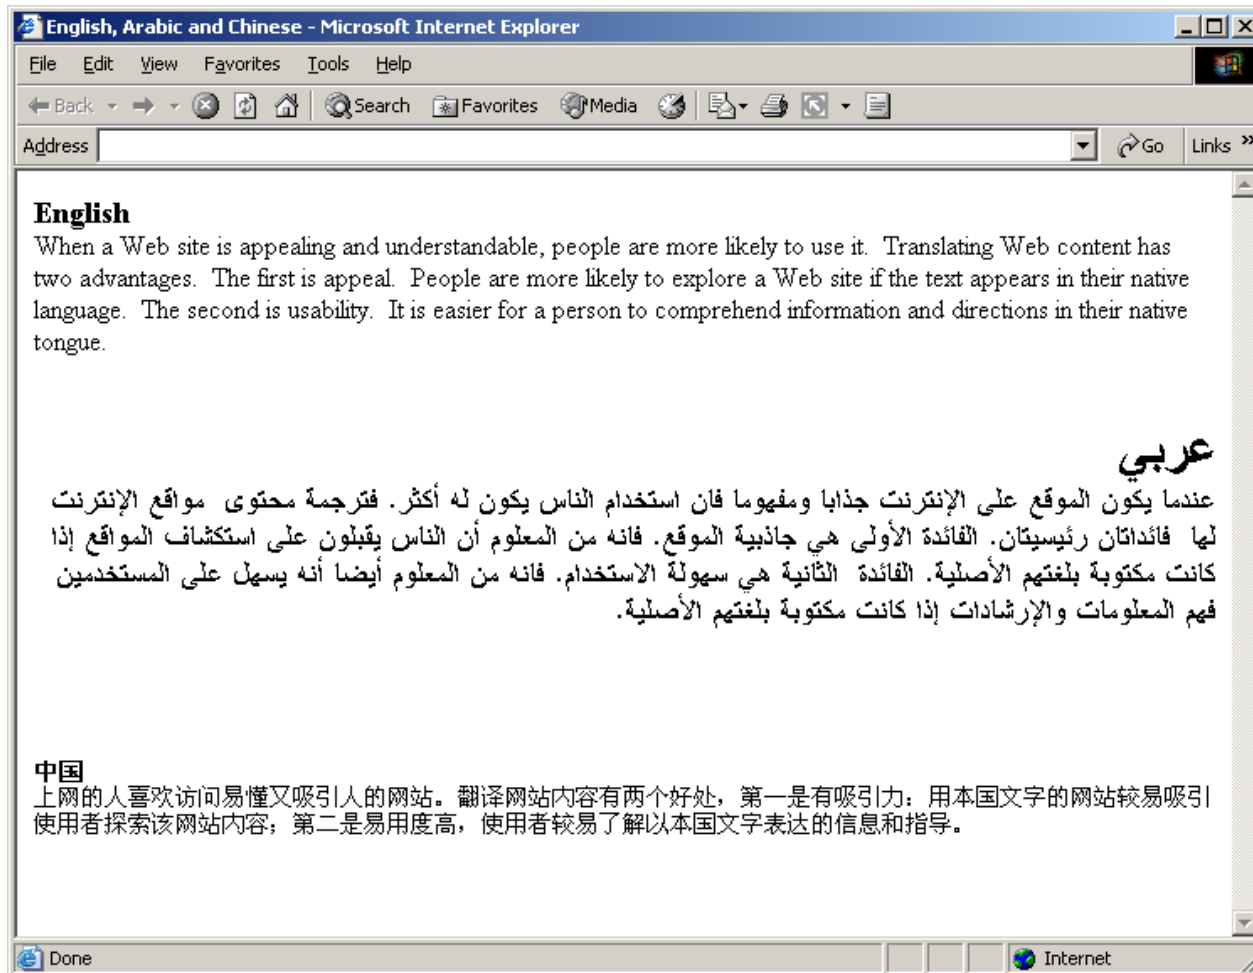 English, Arabic and Chinese - Microsoft Internet Explorer
File Edit View Favorites Tools Help
Back Search Favorites Media
Address Go Links »
English
When a Web site is appealing and understandable, people are more likely to use it.  Translating Web content has
two advantages.  The first is appeal.  People are more likely to explore a Web site if the text appears in their native
language.  The second is usability.  It is easier for a person to comprehend information and directions in their native
tongue.
عربي
عندما يكون الموقع على الإنترنت جذابا ومفهوما فان استخدام الناس يكون له أكثر. فترجمة محتوى  مواقع الإنترنت
لها  فائداتان رئيسيتان. الفائدة الأولى هي جاذبية الموقع. فانه من المعلوم أن الناس يقبلون على استكشاف المواقع إذا
كانت مكتوبة بلغتهم الأصلية. الفائدة  الثانية هي سهولة الاستخدام. فانه من المعلوم أيضا أنه يسهل على المستخدمين
فهم المعلومات والإرشادات إذا كانت مكتوبة بلغتهم الأصلية.
中国
上网的人喜欢访问易懂又吸引人的网站。翻译网站内容有两个好处，第一是有吸引力：用本国文字的网站较易吸引
使用者探索该网站内容；第二是易用度高，使用者较易了解以本国文字表达的信息和指导。
Done Internet